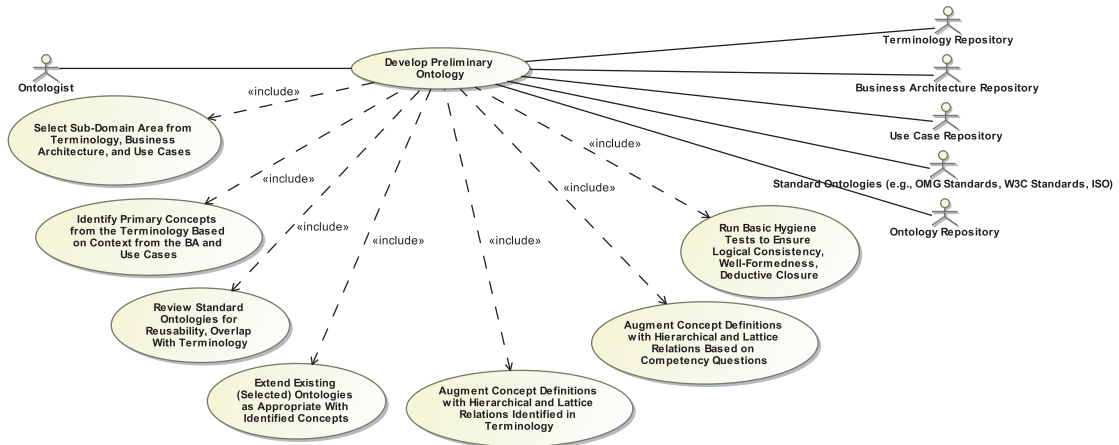 Terminology Repository
Develop Preliminary
Ontology
Ontologist
Business Architecture Repository
«include»
Select Sub-Domain Area from
Terminology, Business
Architecture, and Use Cases
Use Case Repository
«include»
«include»
Standard Ontologies (e.g., OMG Standards, W3C Standards, ISO)
Identify Primary Concepts
from the Terminology Based
on Context from the BA and
Use Cases
«include»
«include»
«include»
«include»
Ontology Repository
Run Basic Hygiene
Tests to Ensure
Logical Consistency,
Well-Formedness,
Deductive Closure
Review Standard
Ontologies for
Reusability, Overlap
With Terminology
Augment Concept Definitions
with Hierarchical and Lattice
Relations Based on
Competency Questions
Extend Existing
(Selected) Ontologies
as Appropriate With
Identified Concepts
Augment Concept Definitions
with Hierarchical and Lattice
Relations Identified in
Terminology